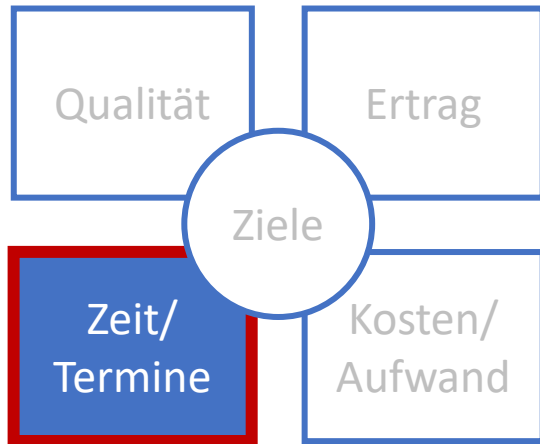 Qualität
Ertrag
Ziele
Zeit/
Termine
Kosten/
Aufwand